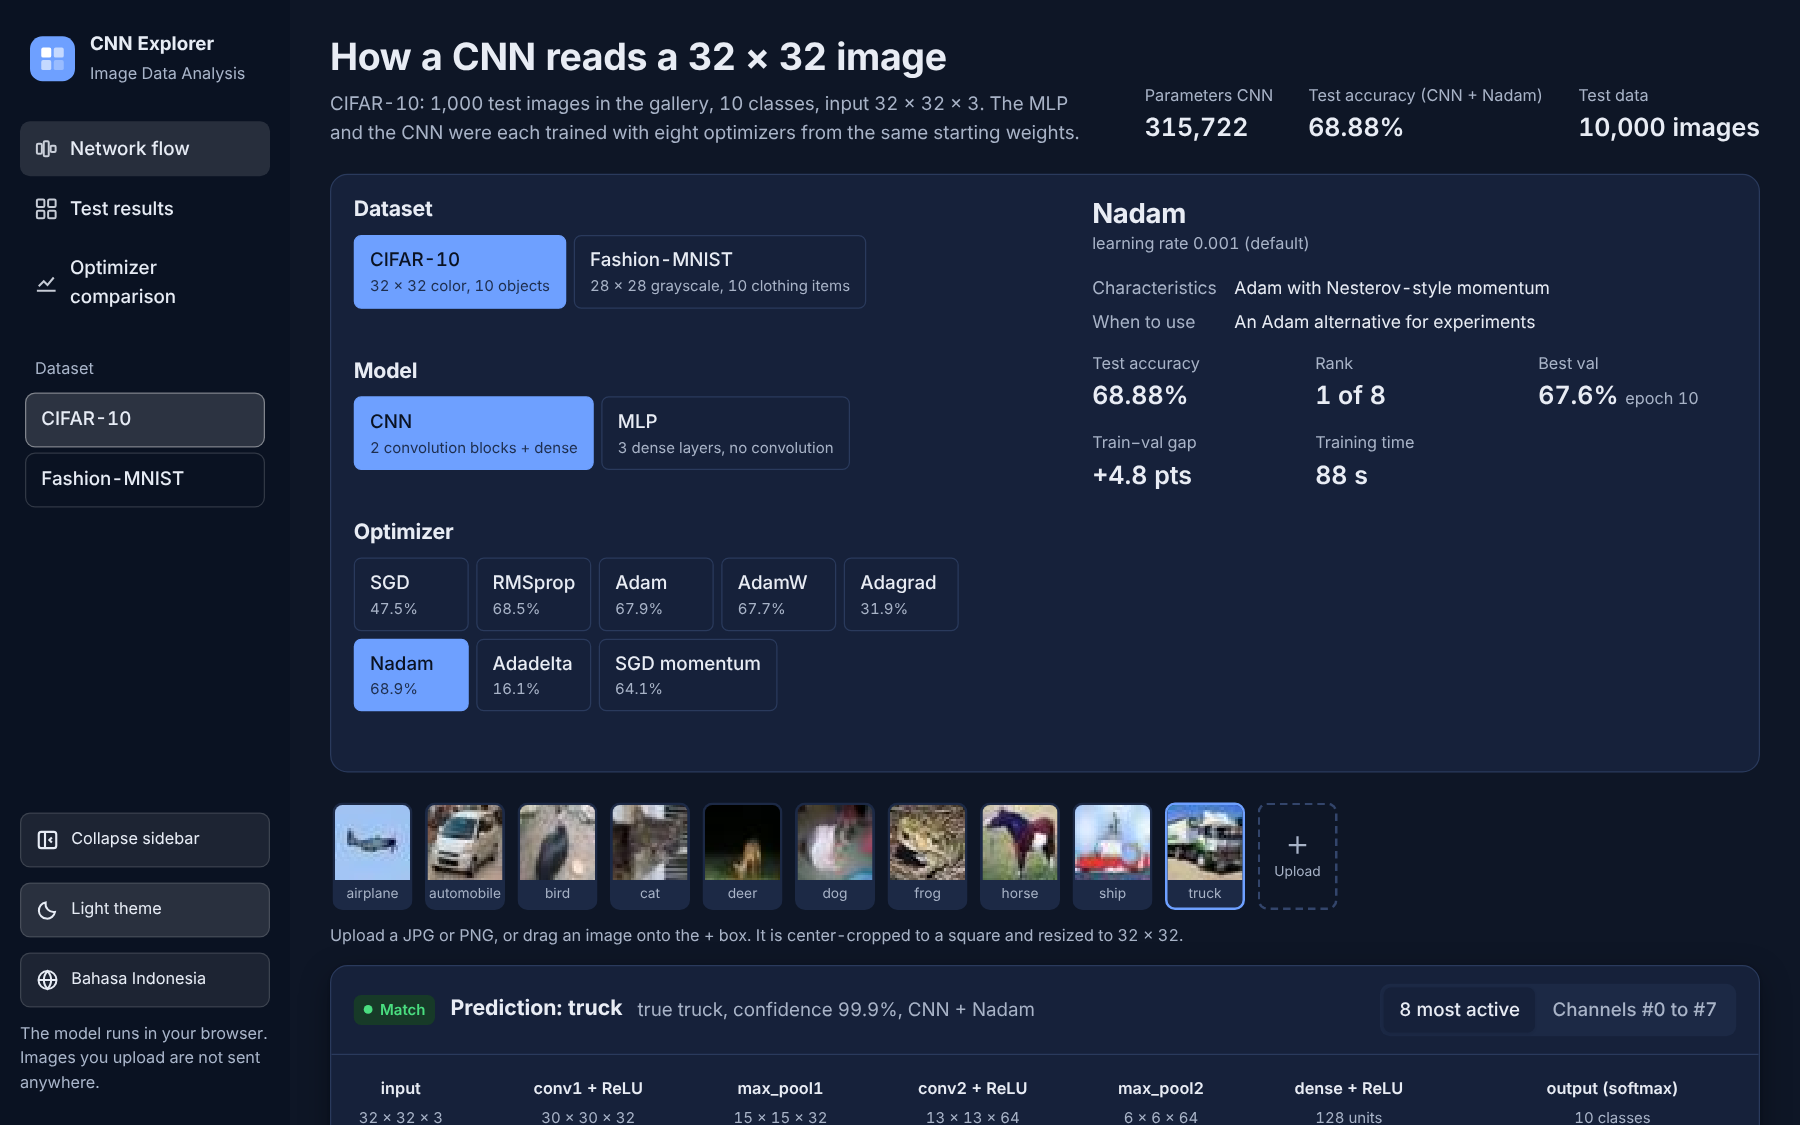 CNN Explorer
Image Data Analysis
Network flow
Test results
Optimizer
comparison
Dataset
CIFAR-10
Fashion-MNIST
Collapse sidebar
Light theme
Bahasa Indonesia
The model runs in your browser.
Images you upload are not sent
anywhere.
How a CNN reads a 32 × 32 image
CIFAR-10: 1,000 test images in the gallery, 10 classes, input 32 × 32 × 3. The MLP
and the CNN were each trained with eight optimizers from the same starting weights.
Parameters CNN
315,722
Test accuracy (CNN + Nadam)
68.88%
Test data
10,000 images
Dataset
CIFAR-10
32 × 32 color, 10 objects
Fashion-MNIST
28 × 28 grayscale, 10 clothing items
Model
CNN
2 convolution blocks + dense
MLP
3 dense layers, no convolution
Optimizer
SGD
47.5%
RMSprop
68.5%
Adam
67.9%
AdamW
67.7%
Adagrad
31.9%
Nadam
68.9%
Adadelta
16.1%
SGD momentum
64.1%
Nadam
learning rate 0.001 (default)
Characteristics Adam with Nesterov-style momentum
When to use An Adam alternative for experiments
Test accuracy
68.88%
Rank
1 of 8
Best val
67.6% epoch 10
Train–val gap
+4.8 pts
Training time
88 s
airplane
automobile
bird
cat
deer
dog
frog
horse
ship
truck
+
Upload
Upload a JPG or PNG, or drag an image onto the + box. It is center-cropped to a square and resized to 32 × 32.
Match
Prediction: truck true truck, confidence 99.9%, CNN + Nadam
8 most active
Channels #0 to #7
input
32 × 32 × 3
conv1 + ReLU
30 × 30 × 32
max_pool1
15 × 15 × 32
conv2 + ReLU
13 × 13 × 64
max_pool2
6 × 6 × 64
dense + ReLU
128 units
output (softmax)
10 classes